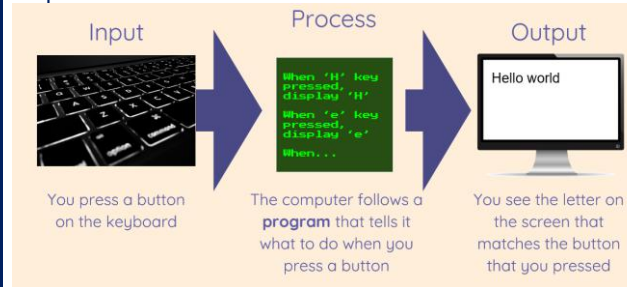 Input
Process
Output
When 'H' key
pressed,
display 'H'
When 'e' key
pressed,
display 'e'
When...
Hello world
You press a button
on the keyboard
The computer follows a
program that tells it
what to do when you
press a button
You see the letter on
the screen that
matches the button
that you pressed